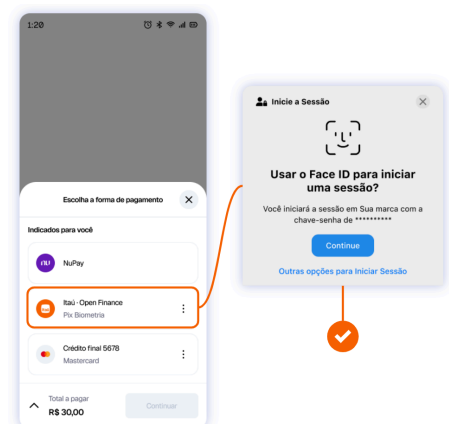 1:20
Escolha a forma de pagamento
Indicados para você
nu
NuPay
Itaú · Open Finance
Pix Biometria
Crédito final 5678
Mastercard
Total a pagar
R$ 30,00
Continuar
Inicie a Sessão
Usar o Face ID para iniciar
uma sessão?
Você iniciará a sessão em Sua marca com a
chave-senha de **********
Continue
Outras opções para Iniciar Sessão